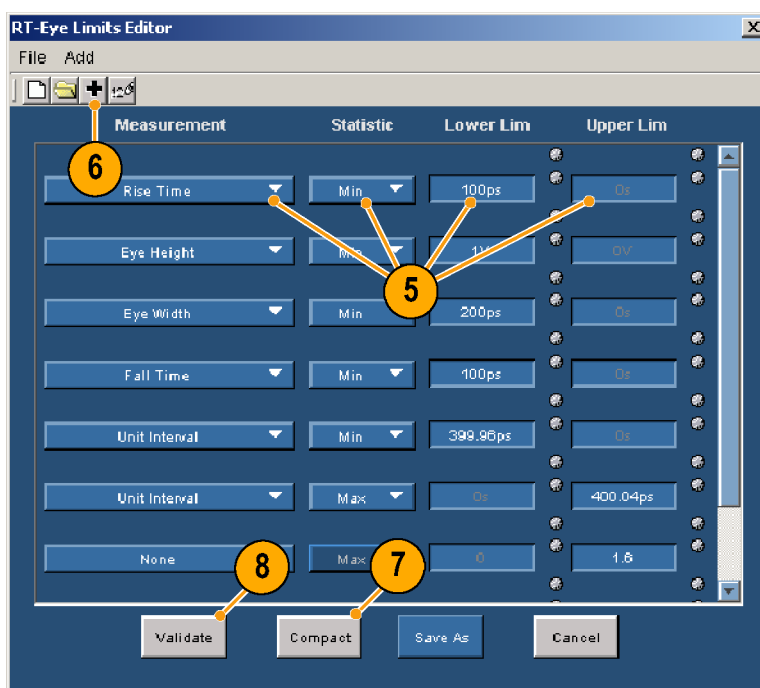 RT-Eye Limits Editor X
File Add
Measurement Statistic Lower Lim Upper Lim
6
Rise Time Min 100ps 0s
Eye Height Min 1V 0V
5
Eye Width Min 200ps 0s
Fall Time Min 100ps 0s
Unit Interval Min 399.96ps 0s
Unit Interval Max 0s 400.04ps
None Max 0 1.6
8 7
Validate Compact Save As Cancel